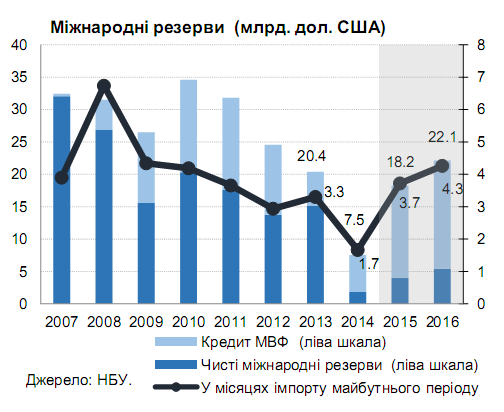 Міжнародні резерви (млрд. дол. США)
40 8
35 7
30 6
25 5
20 4
15 3
10 2
5 1
0 0
22.1
20.4 18.2
3.3 3.7 4.3
7.5
1.7
2007 2008 2009 2010 2011 2012 2013 2014 2015 2016
Кредит МВФ (ліва шкала)
Чисті міжнародні резерви (ліва шкала)
Джерело: НБУ. У місяцях імпорту майбутнього періоду